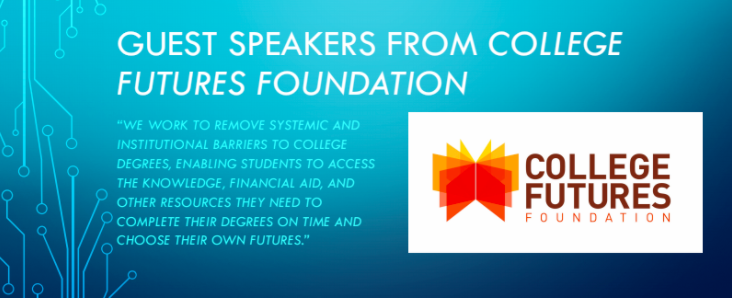 GUEST SPEAKERS FROM COLLEGE
FUTURES FOUNDATION
“WE WORK TO REMOVE SYSTEMIC AND
INSTITUTIONAL BARRIERS TO COLLEGE
DEGREES, ENABLING STUDENTS TO ACCESS
THE KNOWLEDGE, FINANCIAL AID, AND
OTHER RESOURCES THEY NEED TO
COMPLETE THEIR DEGREES ON TIME AND
CHOOSE THEIR OWN FUTURES.”
COLLEGE
FUTURES
FOUNDATION